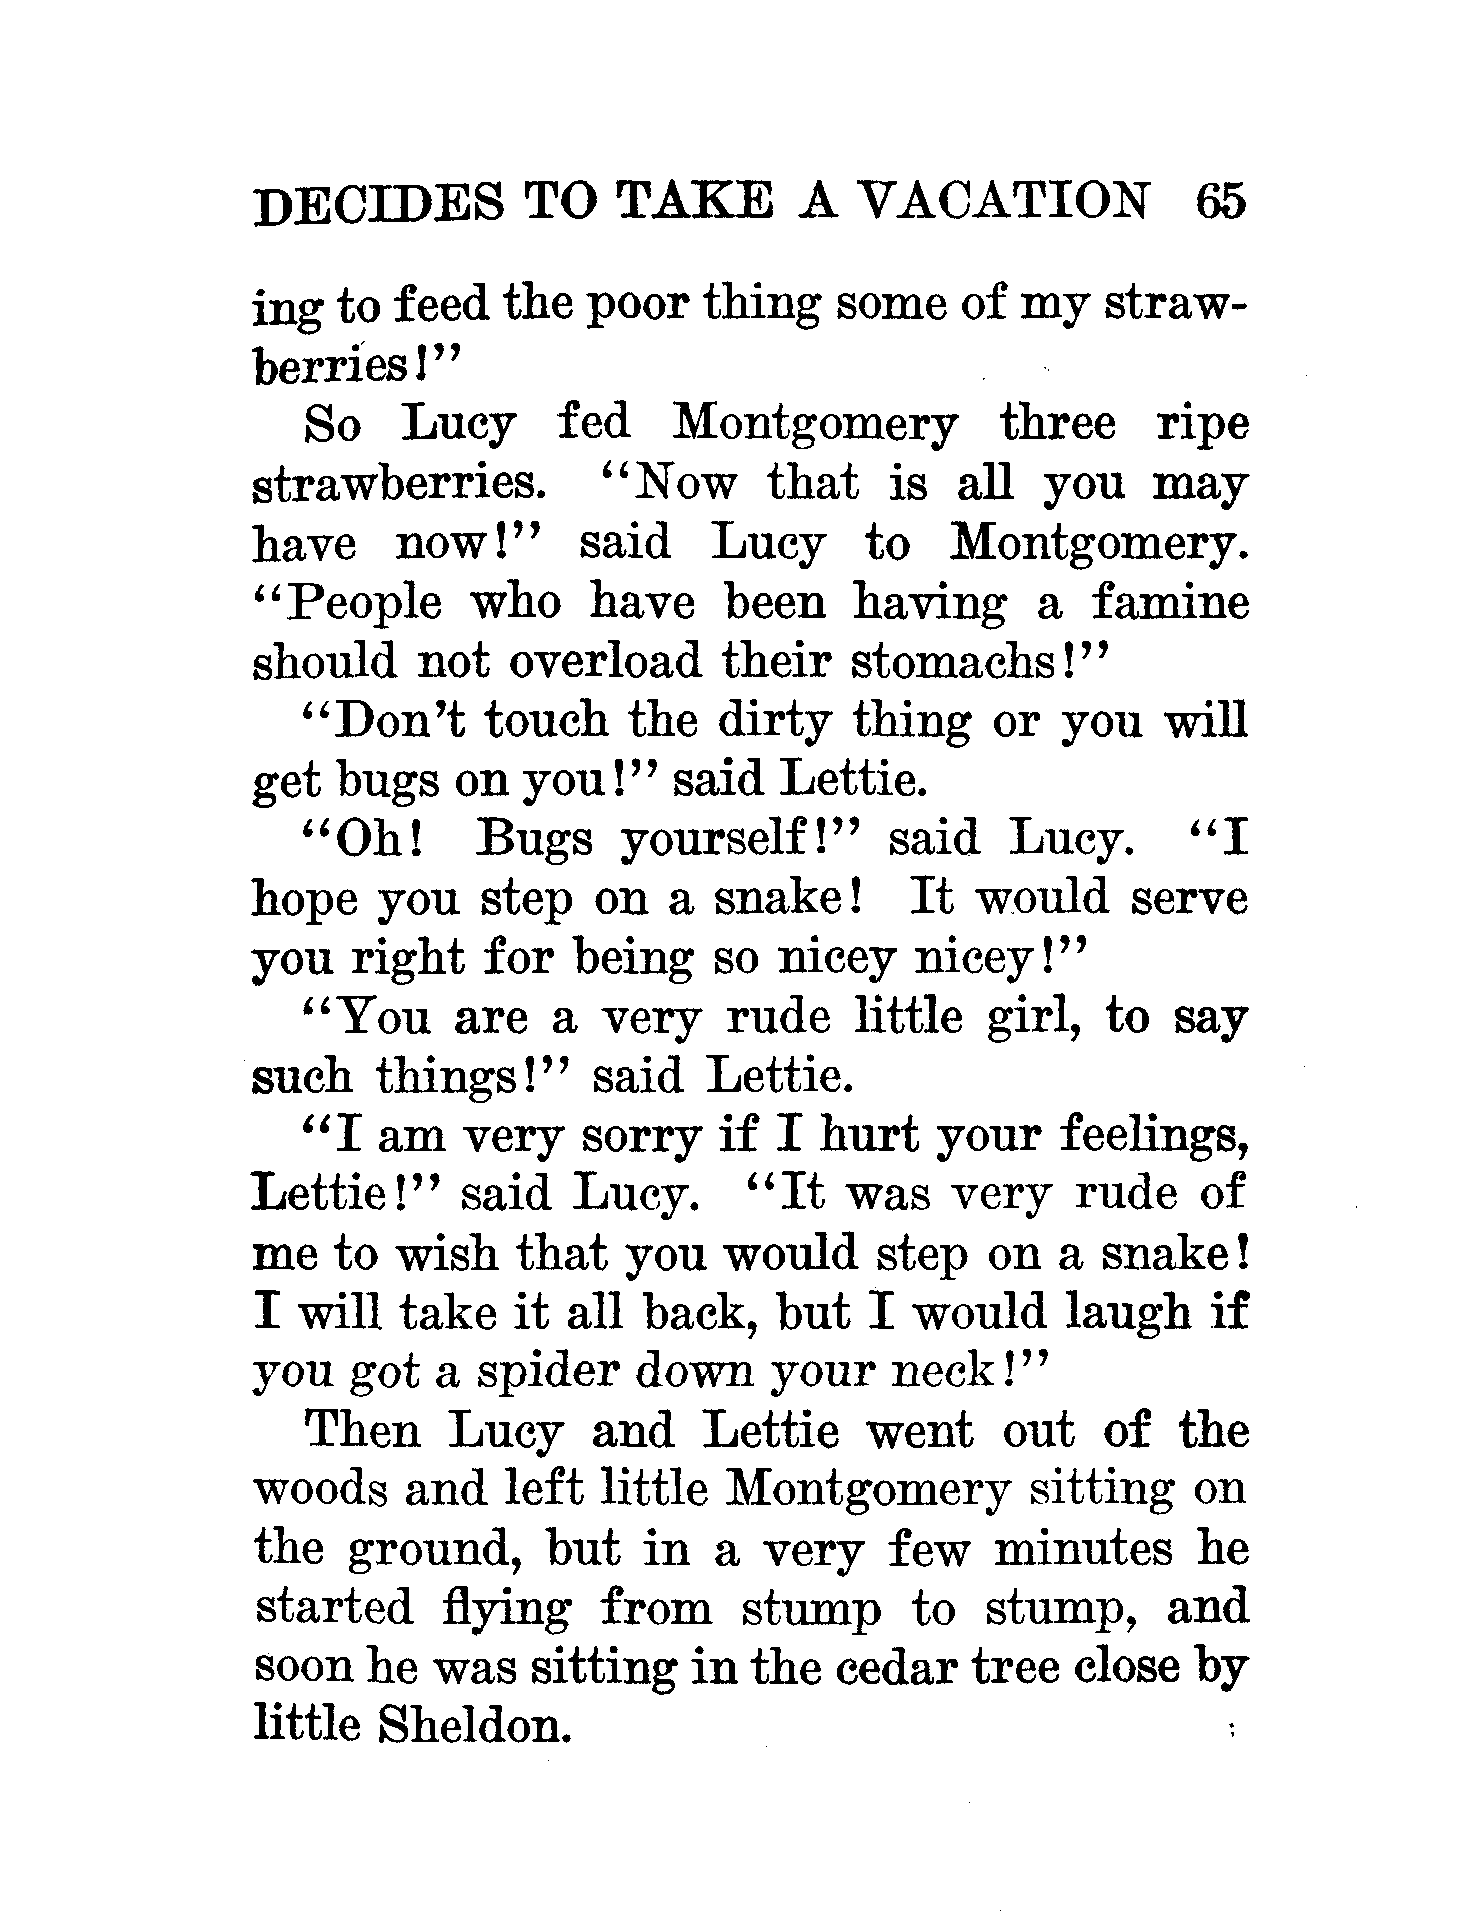 DECIDES TO TAKE A VACATION 65
ing to feed the poor thing some of my straw-
berries!"
So Lucy fed Montgomery three ripe
strawberries. "Now that is all you may
have now!" said Lucy to Montgomery.
"People who have been having a famine
should not overload their stomachs!"
"Don't touch the dirty thing or you will
get bugs on you!" said Lettie.
"Oh! Bugs yourself!" said Lucy. "I
hope you step on a snake! It would serve
you right for being so nicey nicey!"
"You are a very rude little girl, to say
such things!" said Lettie.
"I am very sorry if I hurt your feelings,
Lettie!" said Lucy. "It was very rude of
me to wish that you would step on a snake!
I will take it all back, but I would laugh if
you got a spider down your neck!"
Then Lucy and Lettie went out of the
woods and left little Montgomery sitting on
the ground, but in a very few minutes he
started flying from stump to stump, and
soon he was sitting in the cedar tree close by
little Sheldon.